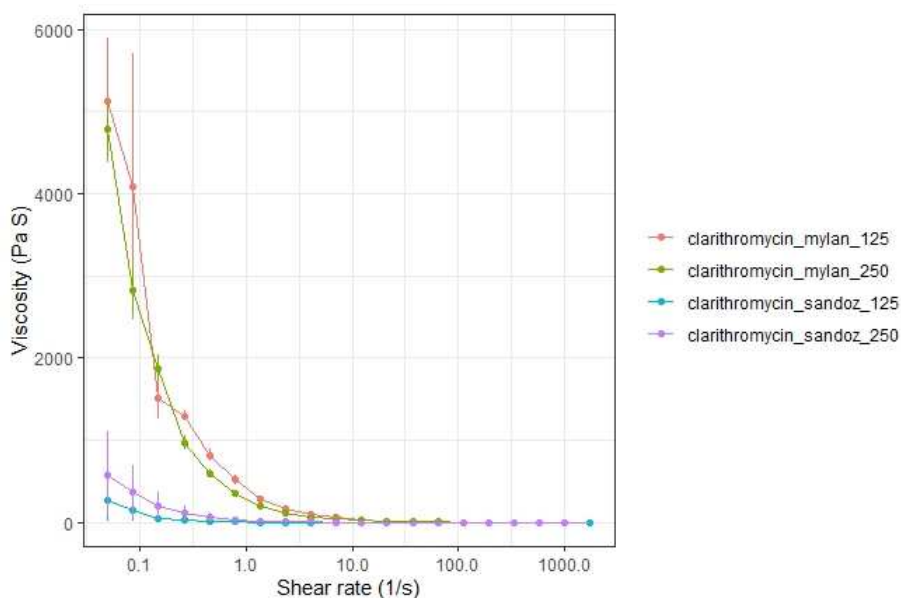 6000
4000
2000
0
Viscosity (Pa S)
0.1 1.0 10.0 100.0 1000.0
Shear rate (1/s)
clarithromycin_mylan_125
clarithromycin_mylan_250
clarithromycin_sandoz_125
clarithromycin_sandoz_250